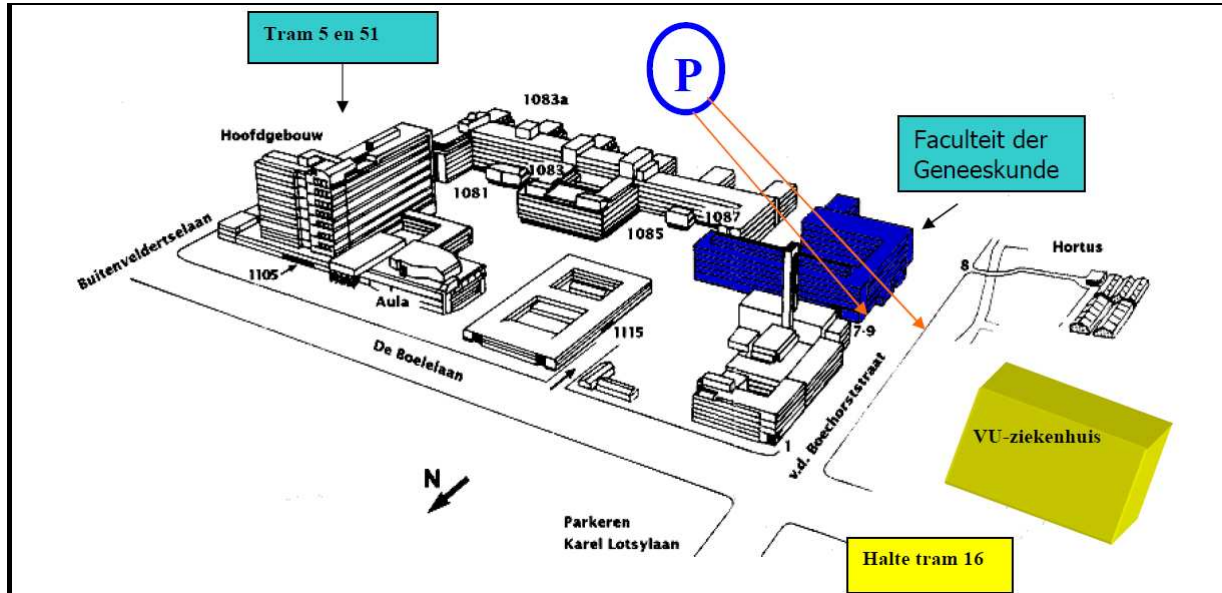 Tram 5 en 51
P
1083a
Hoofdgebouw
Faculteit der
Geneeskunde
1083
1081
1087
1085
Hortus
8
Buitenveldertselaan
1105
Aula
7-9
1115
De Boelelaan
v.d. Boechorststraat
VU-ziekenhuis
1
N
Parkeren
Karel Lotsylaan
Halte tram 16